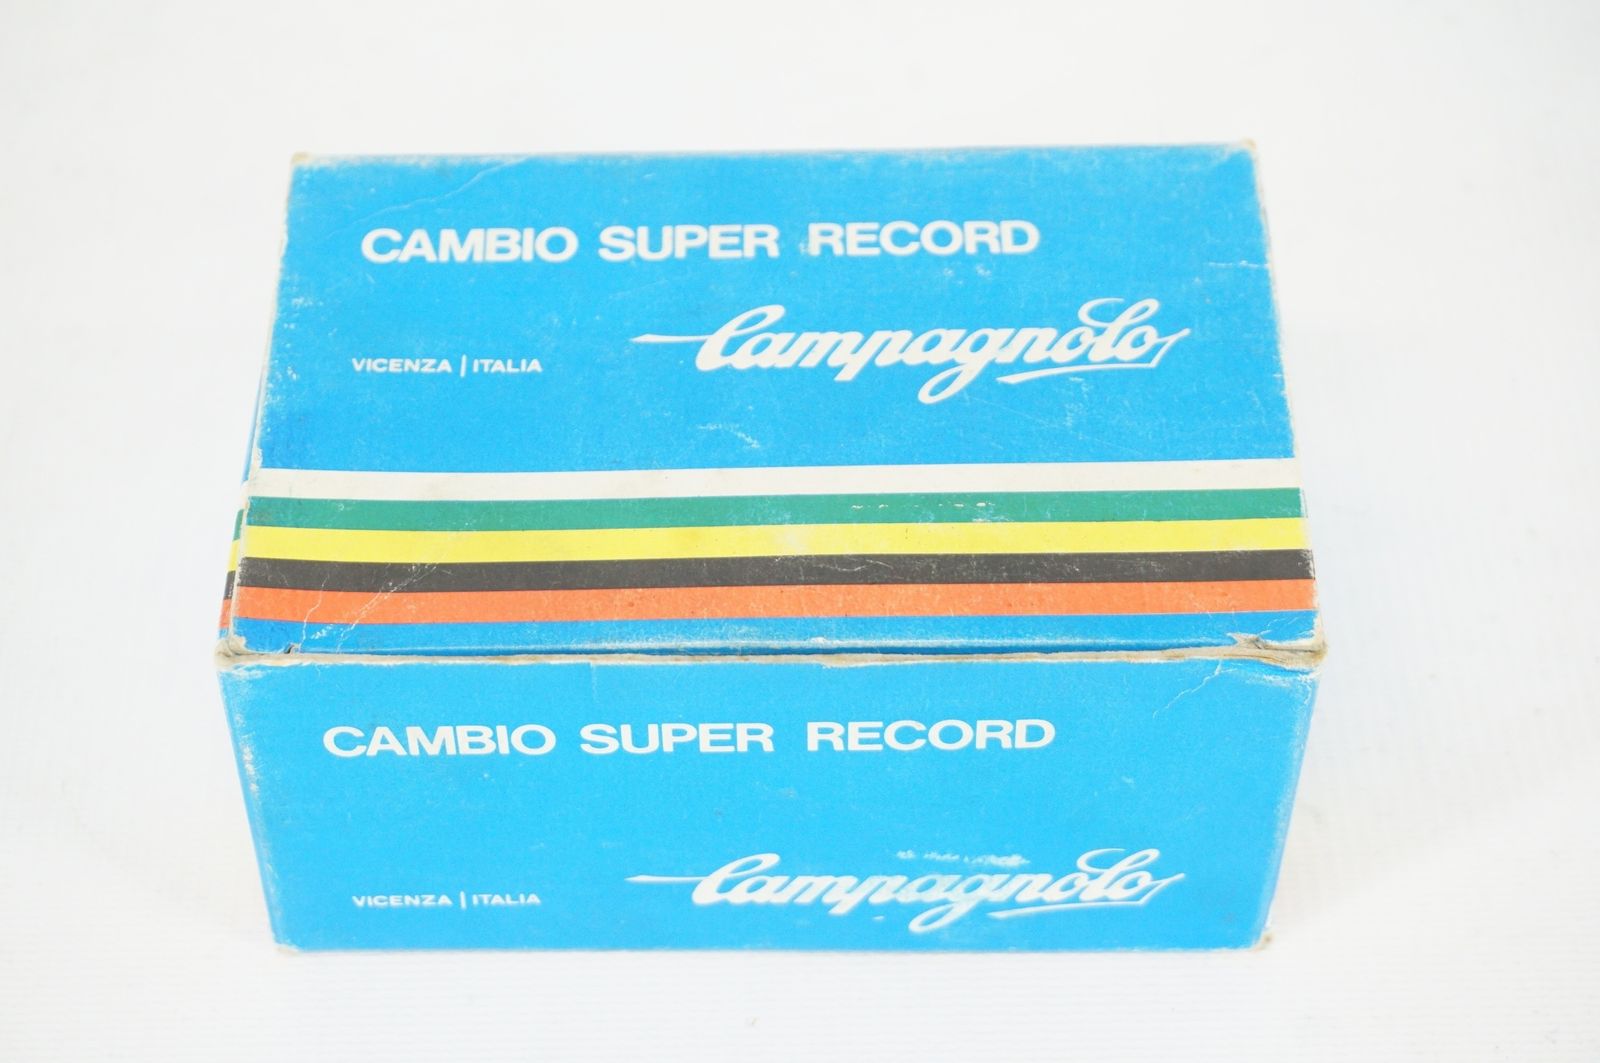 CAMBIO SUPER RECORD
Campagnolo
VICENZA | ITALIA
CAMBIO SUPER RECORD
Campagnolo
VICENZA | ITALIA